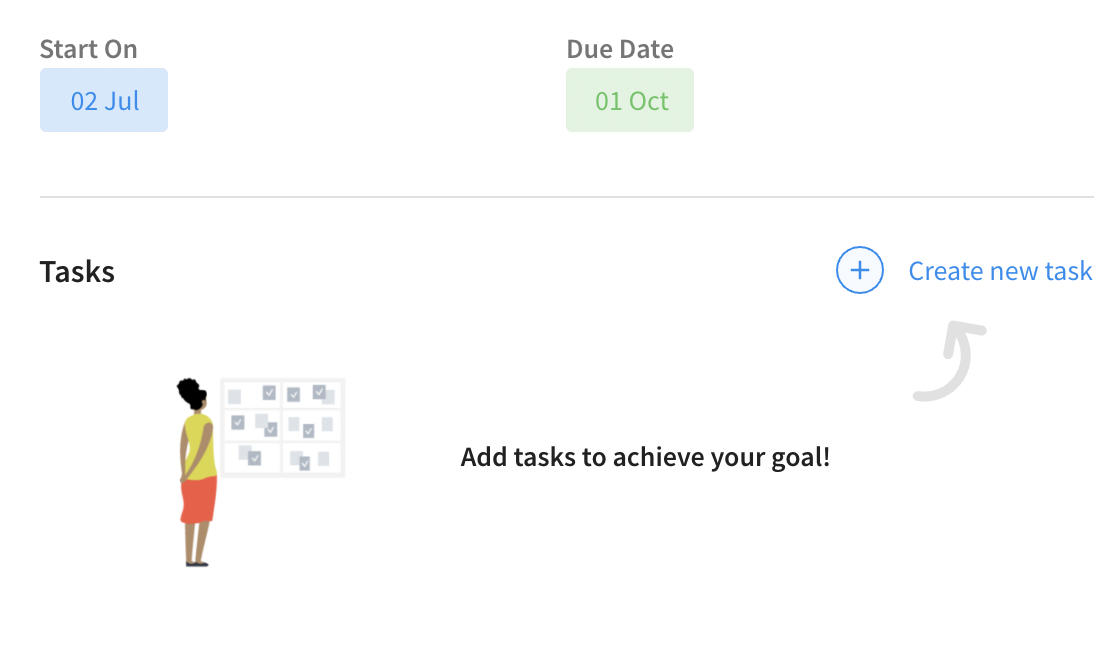 Start On
Due Date
02 Jul
01 Oct
Tasks
Create new task
Add tasks to achieve your goal!